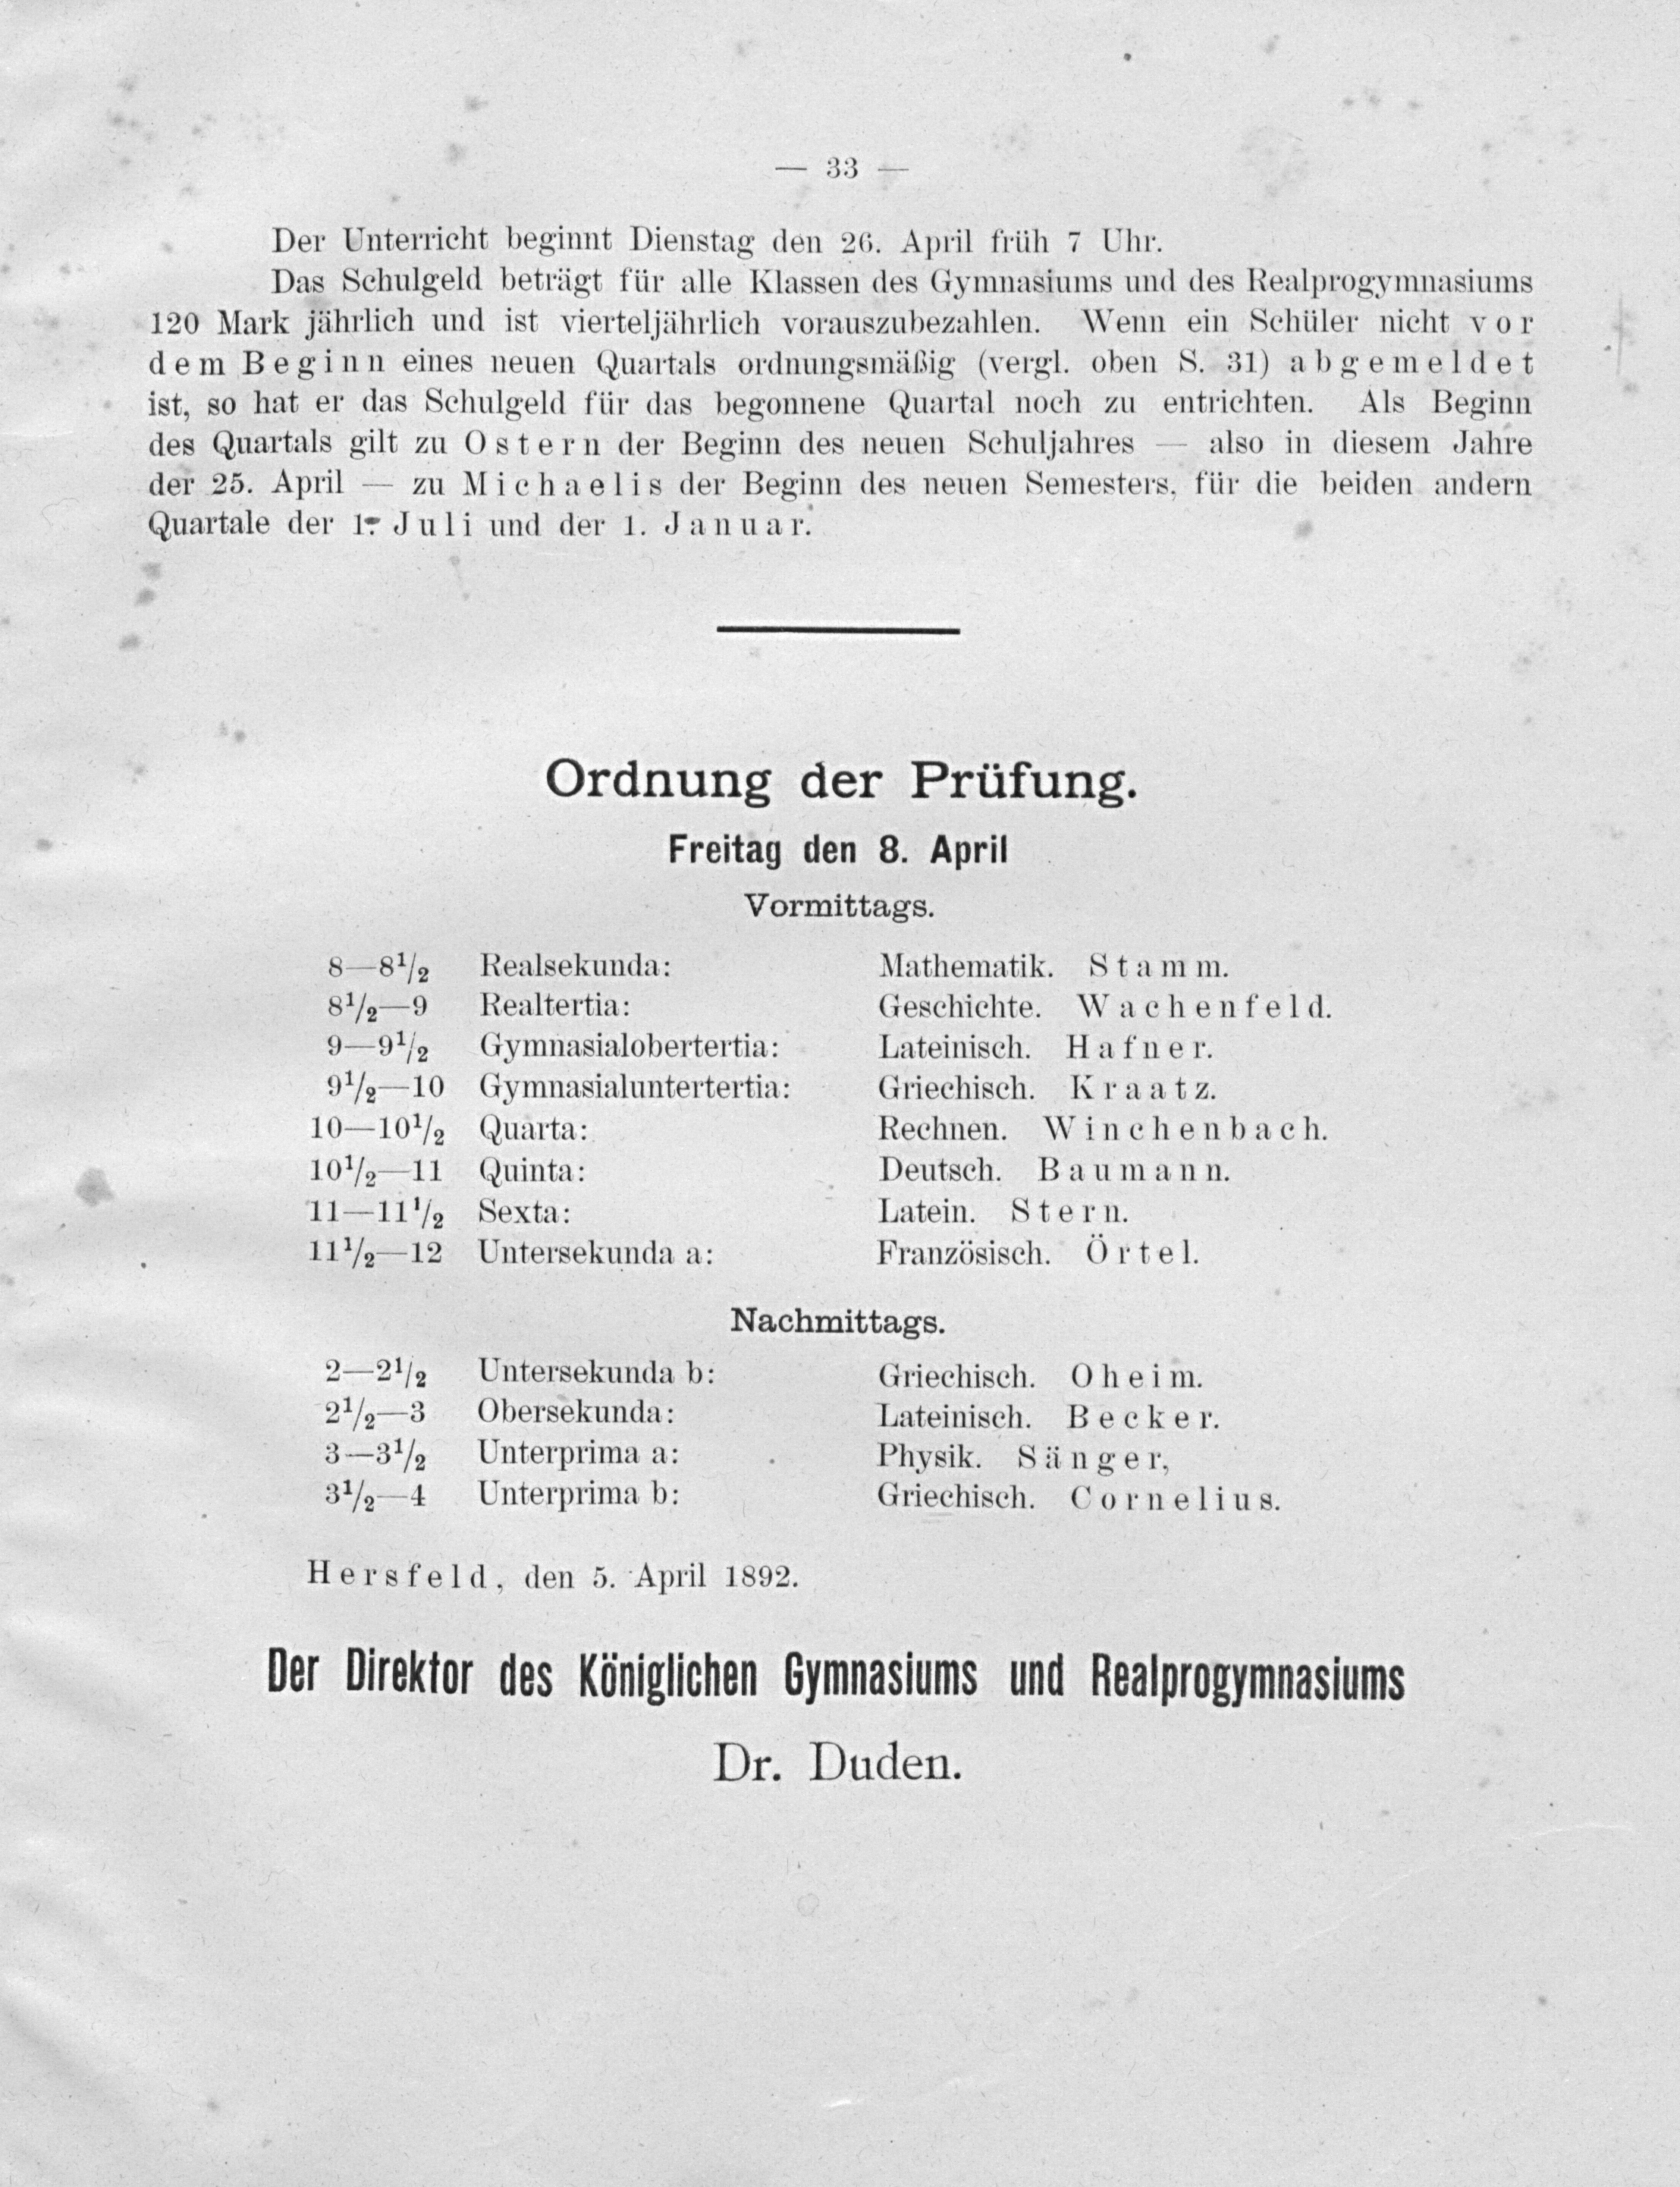 — 33 —
Der Unterricht beginnt Dienstag den 26. April früh 7 Uhr.
Das Schulgeld beträgt für alle Klassen des Gymnasiums und des Realprogymnasiums
120 Mark jährlich und ist vierteljährlich vorauszubezahlen. Wenn ein Schüler nicht vor
dem Beginn eines neuen Quartals ordnungsmäßig (vergl. oben S. 31) abgemeldet
ist, so hat er das Schulgeld für das begonnene Quartal noch zu entrichten. Als Beginn
des Quartals gilt zu Ostern der Beginn des neuen Schuljahres — also in diesem Jahre
der 25. April — zu Michaelis der Beginn des neuen Semesters, für die beiden andern
Quartale der 1. Juli und der 1. Januar.
Ordnung der Prüfung.
Freitag den 8. April
Vormittags.
8—8½ Realsekunda: Mathematik. Stamm.
8½—9 Realtertia: Geschichte. Wachenfeld.
9—9½ Gymnasialobertertia: Lateinisch. Hafner.
9½—10 Gymnasialuntertertia: Griechisch. Kraatz.
10—10½ Quarta: Rechnen. Winchenbach.
10½—11 Quinta: Deutsch. Baumann.
11—11½ Sexta: Latein. Stern.
11½—12 Untersekunda a: Französisch. Örtel.
Nachmittags.
2—2½ Untersekunda b: Griechisch. Oheim.
2½—3 Obersekunda: Lateinisch. Becker.
3—3½ Unterprima a: Physik. Sänger,
3½—4 Unterprima b: Griechisch. Cornelius.
Hersfeld, den 5. April 1892.
Der Direktor des Königlichen Gymnasiums und Realprogymnasiums
Dr. Duden.